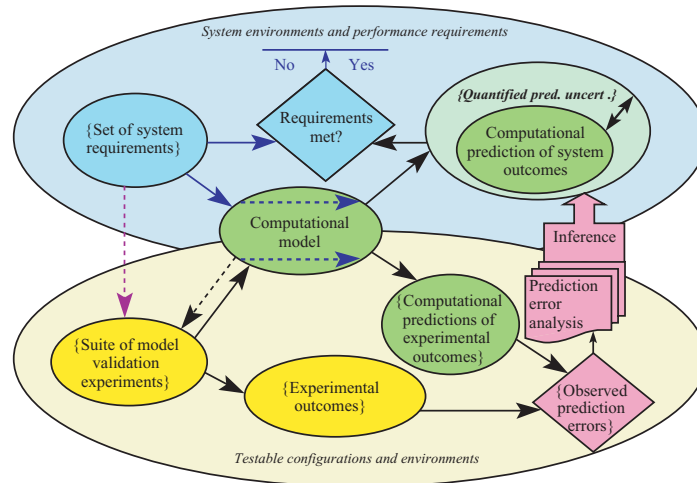 System environments and performance requirements
No
Yes
{Set of system
requirements}
Requirements
met?
{Quantified pred. uncert .}
Computational
prediction of system
outcomes
Computational
model
Inference
Prediction
error
analysis
{Computational
predictions of
experimental
outcomes}
{Suite of model
validation
experiments}
{Experimental
outcomes}
{Observed
prediction
errors}
Testable configurations and environments